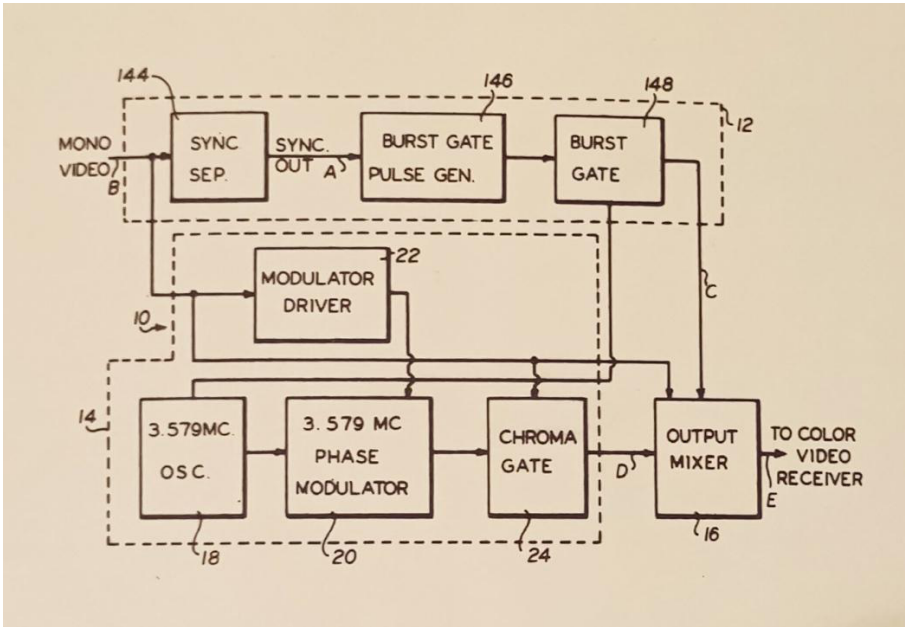 144
146
148
12
MONO
VIDEO
B
SYNC.
SEP.
SYNC.
OUT
A
BURST GATE
PULSE GEN.
BURST
GATE
C
10
22
MODULATOR
DRIVER
14
3.579MC.
OSC.
18
3.579 MC
PHASE
MODULATOR
20
CHROMA
GATE
24
D
OUTPUT
MIXER
16
TO COLOR
VIDEO
RECEIVER
E